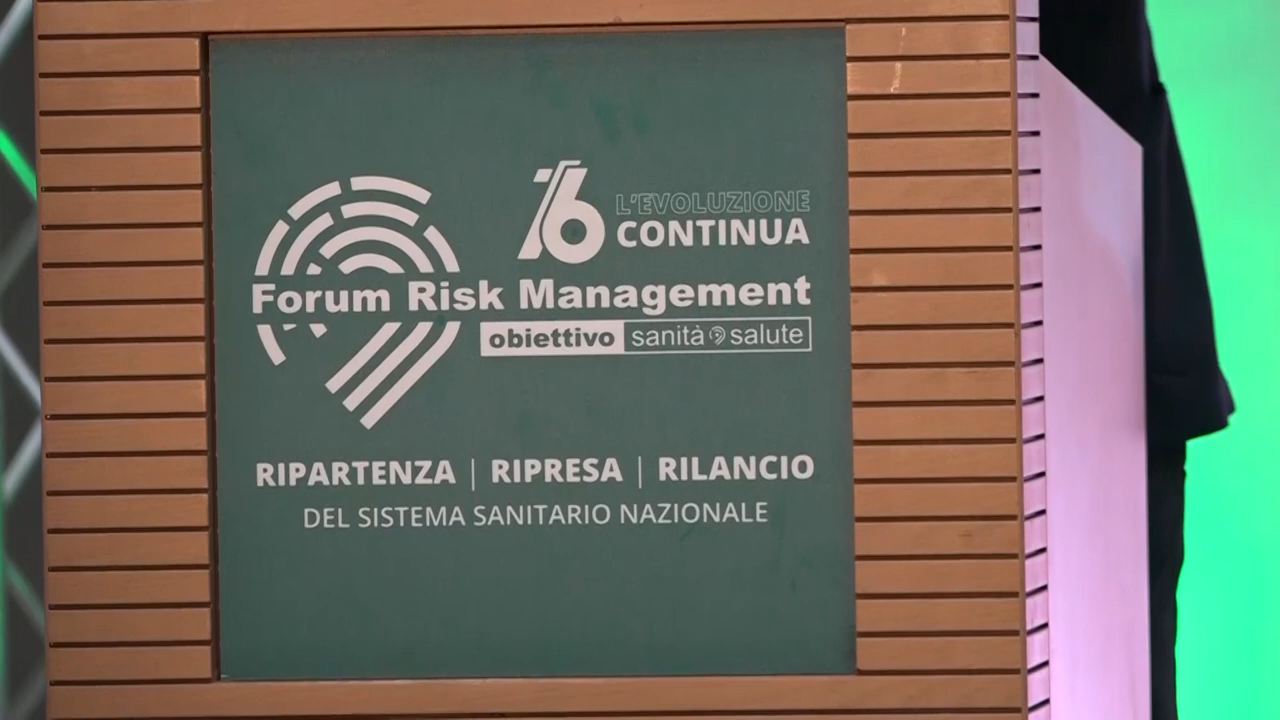 16 L'EVOLUZIONE
CONTINUA
Forum Risk Management
obiettivo sanità salute
RIPARTENZA | RIPRESA | RILANCIO
DEL SISTEMA SANITARIO NAZIONALE